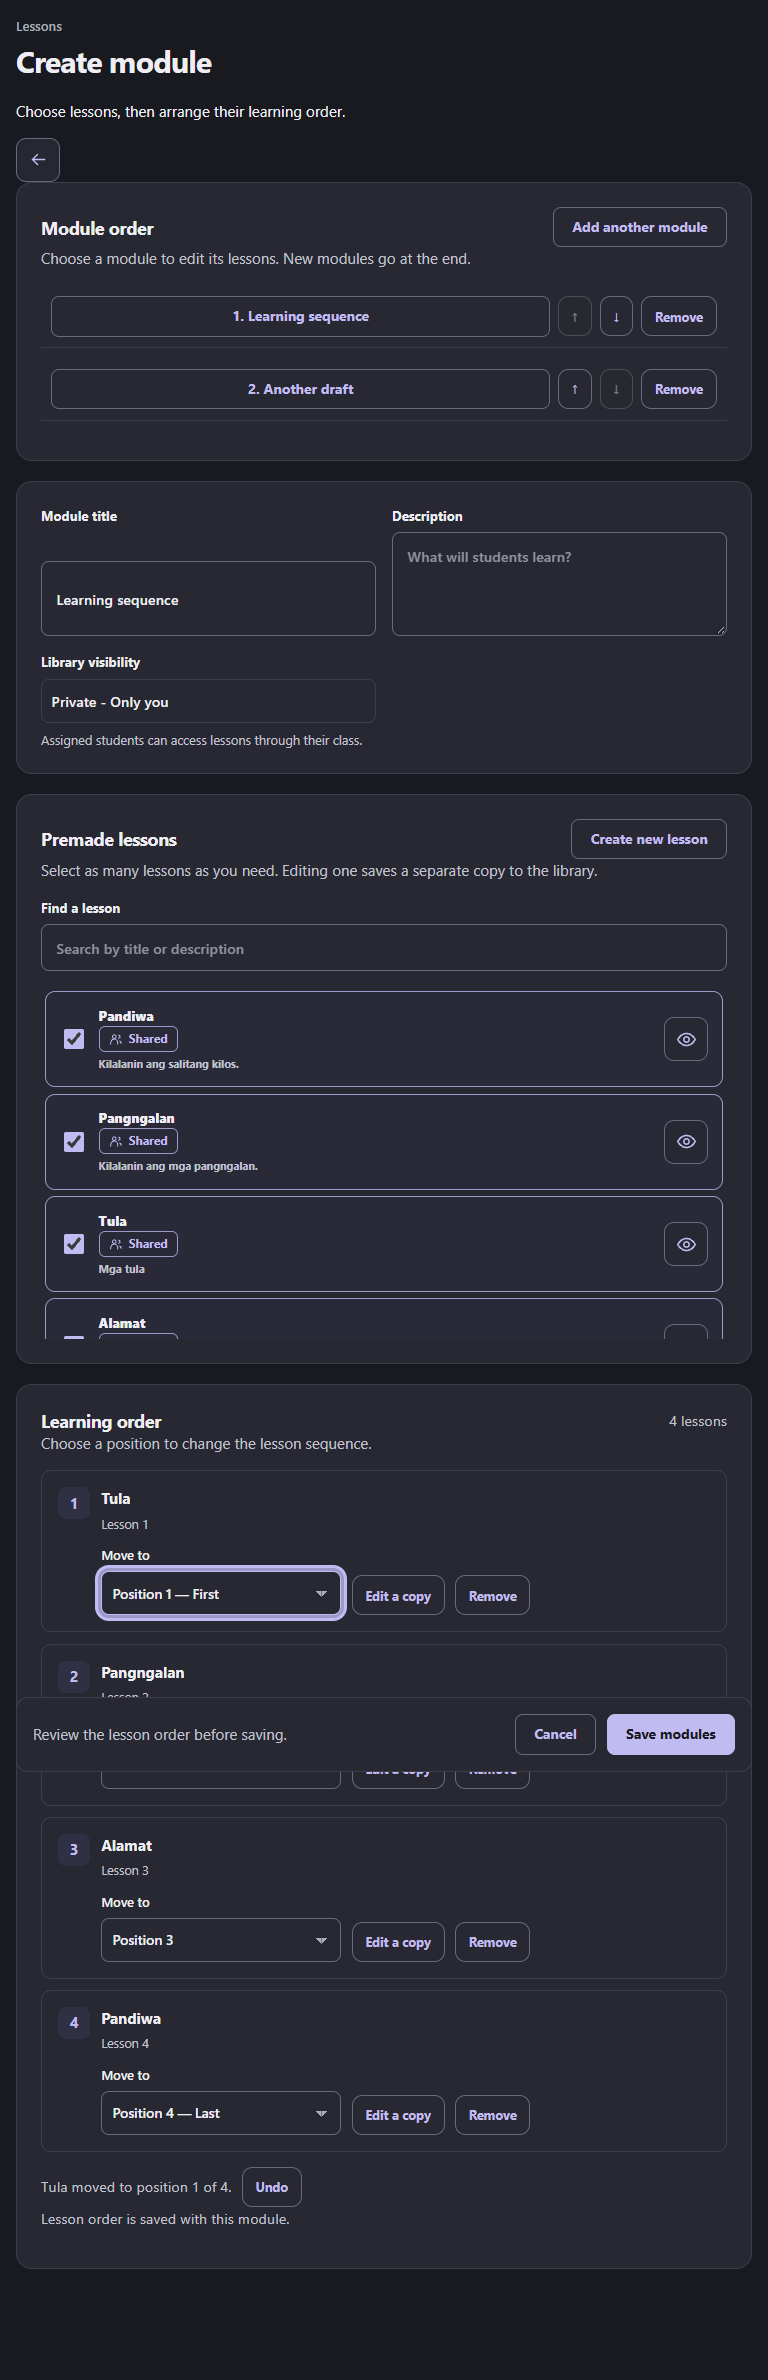 Lessons
Create module
Choose lessons, then arrange their learning order.
←
Module order
Add another module
Choose a module to edit its lessons. New modules go at the end.
1. Learning sequence
↑
↓
Remove
2. Another draft
↑
↓
Remove
Module title
Description
What will students learn?
Learning sequence
Library visibility
Private - Only you
Assigned students can access lessons through their class.
Premade lessons
Create new lesson
Select as many lessons as you need. Editing one saves a separate copy to the library.
Find a lesson
Search by title or description
Pandiwa
Shared
Kilalanin ang salitang kilos.
Pangngalan
Shared
Kilalanin ang mga pangngalan.
Tula
Shared
Mga tula
Alamat
Learning order
4 lessons
Choose a position to change the lesson sequence.
1
Tula
Lesson 1
Move to
Position 1 — First
Edit a copy
Remove
2
Pangngalan
Lesson 2
Review the lesson order before saving.
Cancel
Save modules
Edit a copy
Remove
3
Alamat
Lesson 3
Move to
Position 3
Edit a copy
Remove
4
Pandiwa
Lesson 4
Move to
Position 4 — Last
Edit a copy
Remove
Tula moved to position 1 of 4.
Undo
Lesson order is saved with this module.